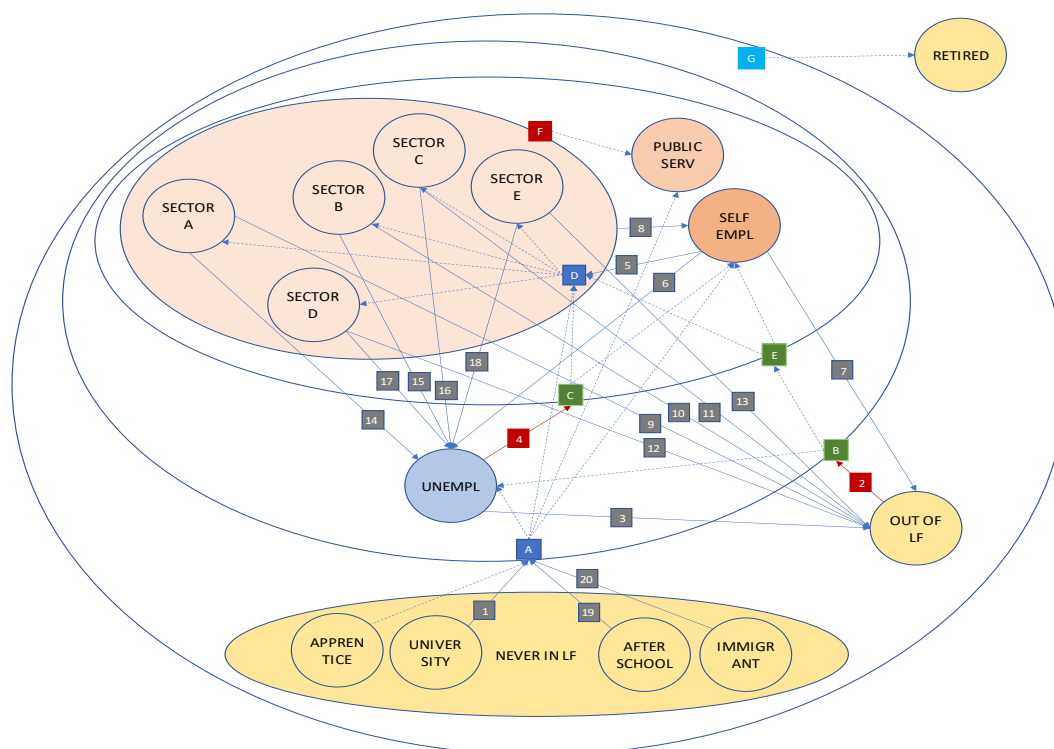 G
RETIRED
F
SECTOR
C
PUBLIC
SERV
SECTOR
E
SECTOR
B
SECTOR
A
SELF
EMPL
8
5
D
6
SECTOR
D
E
18
7
17
15
16
C
13
10
11
9
14
4
12
B
2
UNEMPL
3
OUT OF
LF
A
20
1
19
APPREN
TICE
UNIVER
SITY
NEVER IN LF
AFTER
SCHOOL
IMMIGR
ANT